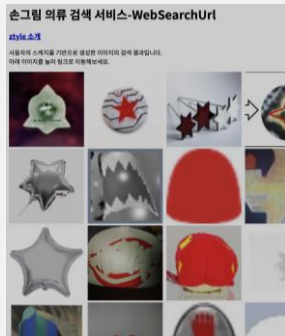 손그림 의류 검색 서비스-WebSearchUrl
ztyle 소개
사용자의 스케치를 기반으로 생성한 이미지의 검색 결과입니다.
아래 이미지를 눌러 링크로 이동해보세요.